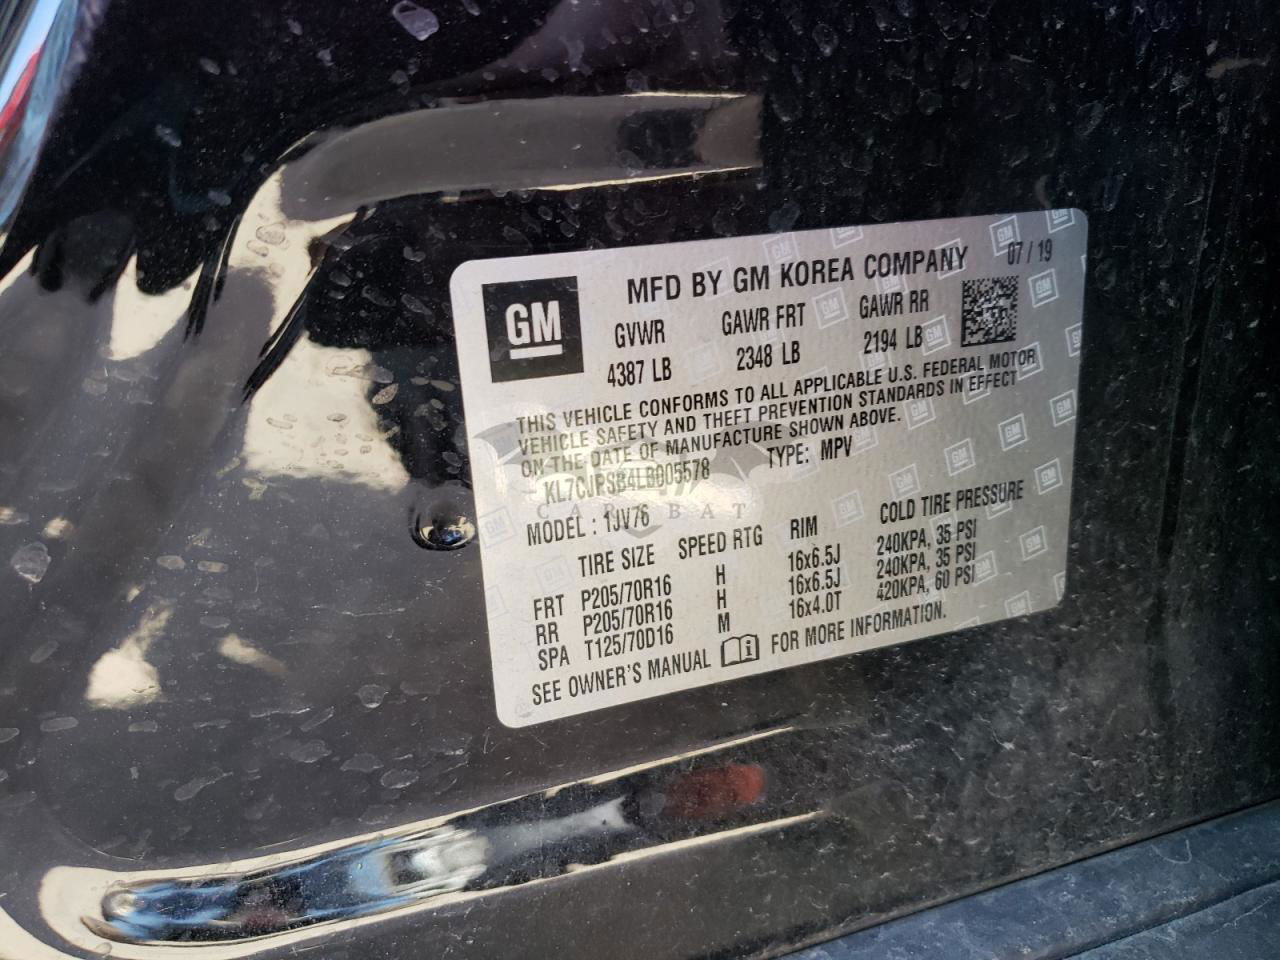 GM
MFD BY GM KOREA COMPANY 07 / 19
GVWR GAWR FRT GAWR RR
4387 LB 2348 LB 2194 LB
THIS VEHICLE CONFORMS TO ALL APPLICABLE U.S. FEDERAL MOTOR
VEHICLE SAFETY AND THEFT PREVENTION STANDARDS IN EFFECT
ON THE DATE OF MANUFACTURE SHOWN ABOVE.
KL7CJPSB4LB005578 TYPE: MPV
CAR BAT
MODEL : 1JV76
TIRE SIZE SPEED RTG RIM COLD TIRE PRESSURE
FRT P205/70R16 H 16x6.5J 240KPA, 35 PSI
RR P205/70R16 H 16x6.5J 240KPA, 35 PSI
SPA T125/70D16 M 16x4.0T 420KPA, 60 PSI
SEE OWNER'S MANUAL FOR MORE INFORMATION.